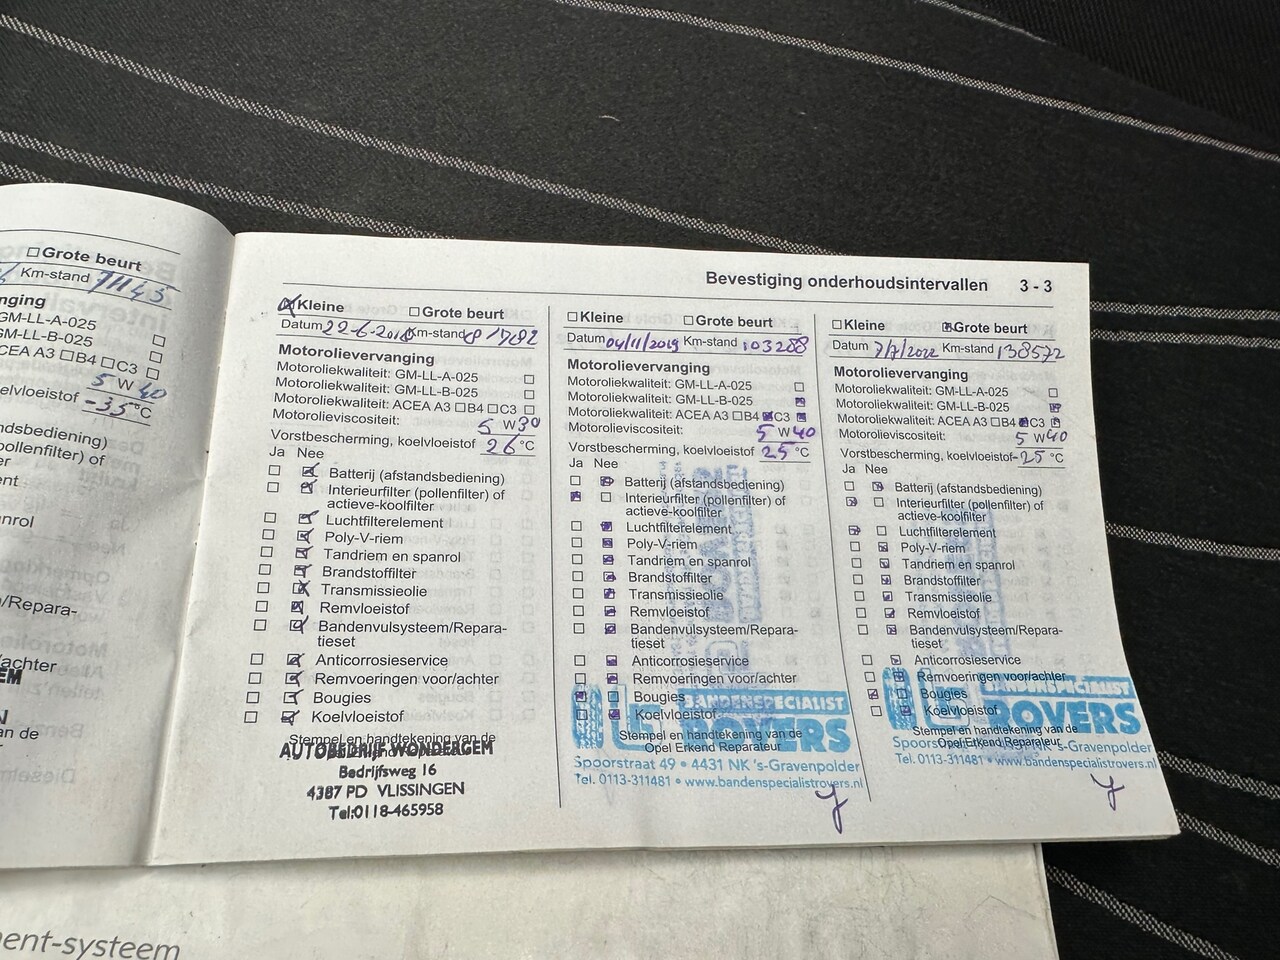 ☐ Grote beurt
Km-stand 71145
nging
GM-LL-A-025 ☐
GM-LL-B-025 ☐
ACEA A3 ☐B4 ☐C3 ☐
5 W 40
elvloeistof -35°C
ndsbediening)
pollenfilter) of
nrol
e/Repara-
/achter
ent-systeem
Bevestiging onderhoudsintervallen 3 - 3
☒ Kleine ☐ Grote beurt
Datum 22-6-2018 Km-stand 81782
Motorolievervanging
Motoroliekwaliteit: GM-LL-A-025 ☐
Motoroliekwaliteit: GM-LL-B-025 ☐
Motoroliekwaliteit: ACEA A3 ☐B4 ☐C3 ☐
Motorolieviscositeit: 5 W 30
Vorstbescherming, koelvloeistof 26 °C
Ja Nee
☐ ☒ Batterij (afstandsbediening)
☐ ☒ Interieurfilter (pollenfilter) of
actieve-koolfilter
☐ ☒ Luchtfilterelement
☐ ☒ Poly-V-riem
☐ ☒ Tandriem en spanrol
☐ ☒ Brandstoffilter
☐ ☒ Transmissieolie
☐ ☒ Remvloeistof
☐ ☒ Bandenvulsysteem/Repara-
tieset
☐ ☒ Anticorrosieservice
☐ ☒ Remvoeringen voor/achter
☐ ☒ Bougies
☐ ☒ Koelvloeistof
Stempel en handtekening van de
AUTOBEDRIJF WONDERGEM
Bedrijfsweg 16
4387 PD VLISSINGEN
Tel:0118-465958
☐ Kleine ☐ Grote beurt
Datum 04/11/2019 Km-stand 103288
Motorolievervanging
Motoroliekwaliteit: GM-LL-A-025 ☐
Motoroliekwaliteit: GM-LL-B-025 ☒
Motoroliekwaliteit: ACEA A3 ☐B4 ☒C3 ☒
Motorolieviscositeit: 5 W 40
Vorstbescherming, koelvloeistof 25 °C
Ja Nee
☐ ☒ Batterij (afstandsbediening)
☒ ☐ Interieurfilter (pollenfilter) of
actieve-koolfilter
☐ ☒ Luchtfilterelement
☐ ☒ Poly-V-riem
☐ ☒ Tandriem en spanrol
☐ ☒ Brandstoffilter
☐ ☒ Transmissieolie
☐ ☒ Remvloeistof
☐ ☒ Bandenvulsysteem/Repara-
tieset
☐ ☒ Anticorrosieservice
☐ ☒ Remvoeringen voor/achter
☒ ☐ Bougies
☐ ☒ Koelvloeistof
BANDENSPECIALIST
ROVERS
Stempel en handtekening van de
Opel Erkend Reparateur
Spoorstraat 49 • 4431 NK 's-Gravenpolder
Tel. 0113-311481 • www.bandenspecialistrovers.nl
☐ Kleine ☒ Grote beurt
Datum 7/7/2022 Km-stand 138572
Motorolievervanging
Motoroliekwaliteit: GM-LL-A-025 ☐
Motoroliekwaliteit: GM-LL-B-025 ☒
Motoroliekwaliteit: ACEA A3 ☐B4 ☒C3 ☒
Motorolieviscositeit: 5 W 40
Vorstbescherming, koelvloeistof -25 °C
Ja Nee
☐ ☒ Batterij (afstandsbediening)
☒ ☐ Interieurfilter (pollenfilter) of
actieve-koolfilter
☒ ☐ Luchtfilterelement
☐ ☒ Poly-V-riem
☐ ☒ Tandriem en spanrol
☐ ☒ Brandstoffilter
☐ ☒ Transmissieolie
☐ ☒ Remvloeistof
☐ ☒ Bandenvulsysteem/Repara-
tieset
☐ ☒ Anticorrosieservice
☐ ☒ Remvoeringen voor/achter
☒ ☐ Bougies
☐ ☒ Koelvloeistof
BANDENSPECIALIST
ROVERS
Stempel en handtekening van de
Opel Erkend Reparateur
's-Gravenpolder
Tel. 0113-311481 • www.bandenspecialistrovers.nl